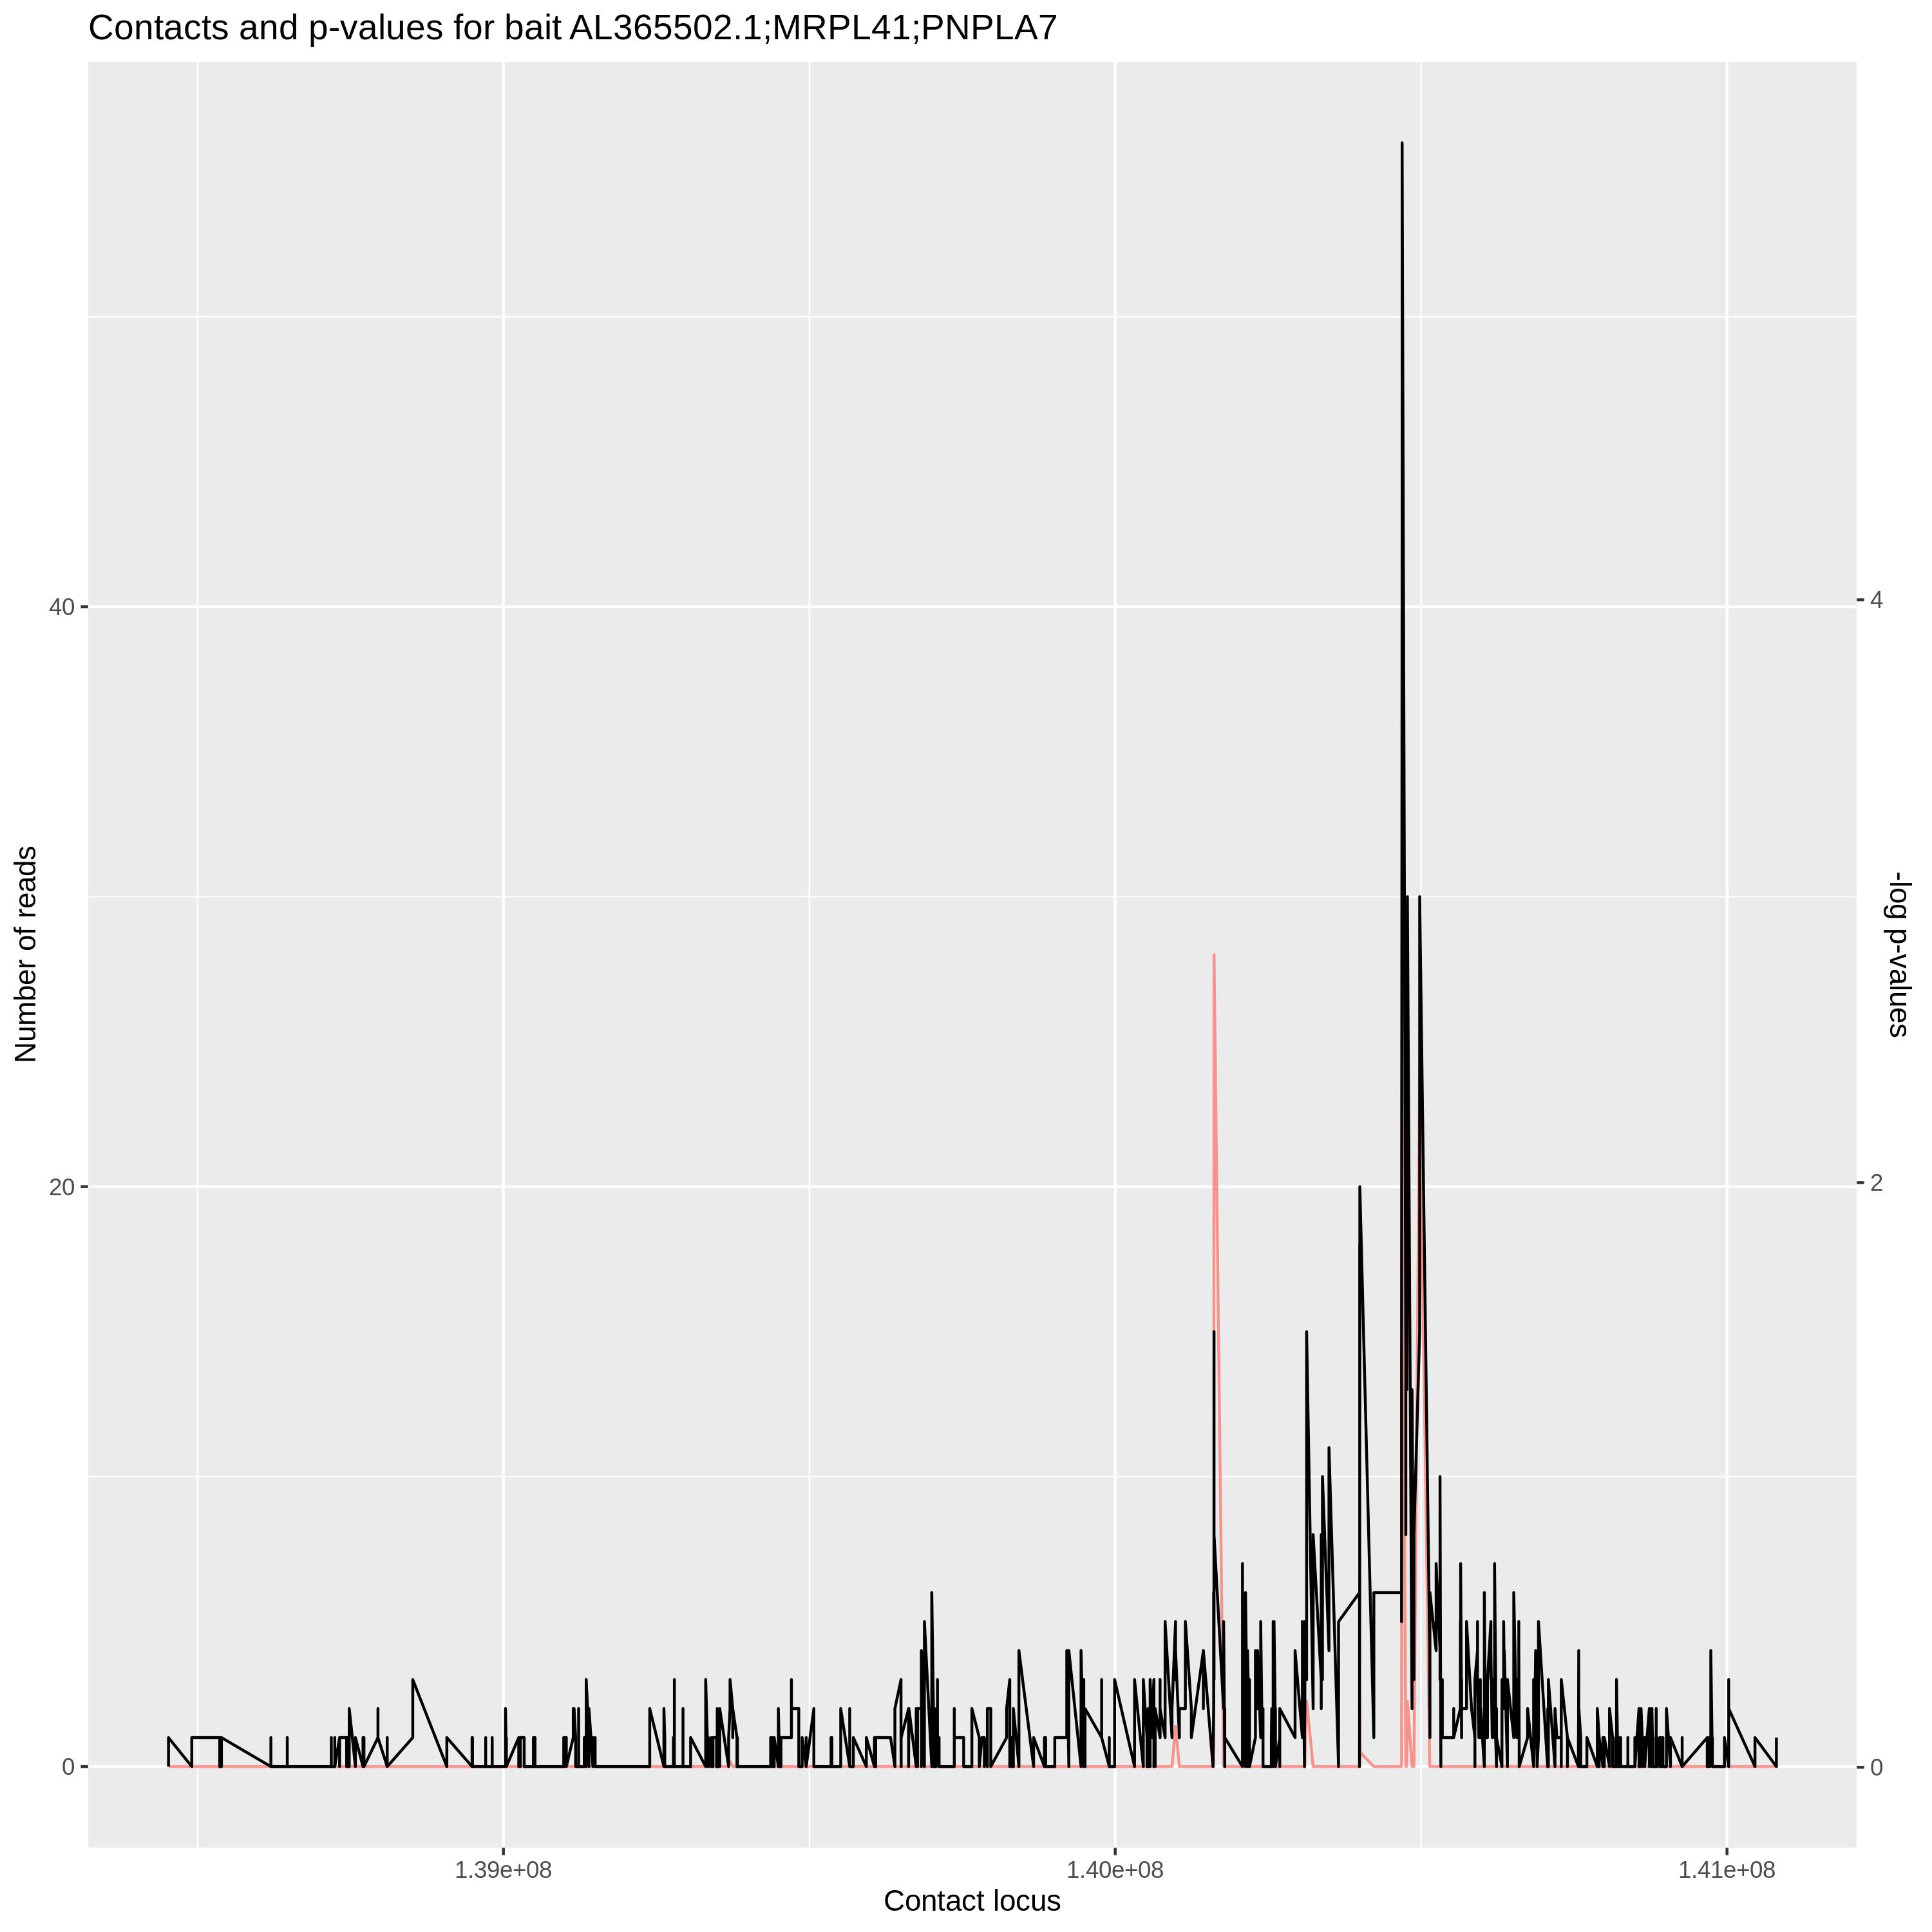 Contacts and p-values for bait AL365502.1;MRPL41;PNPLA7
Number of reads
40
20
0
4
2
0
-log p-values
1.39e+08
1.40e+08
1.41e+08
Contact locus